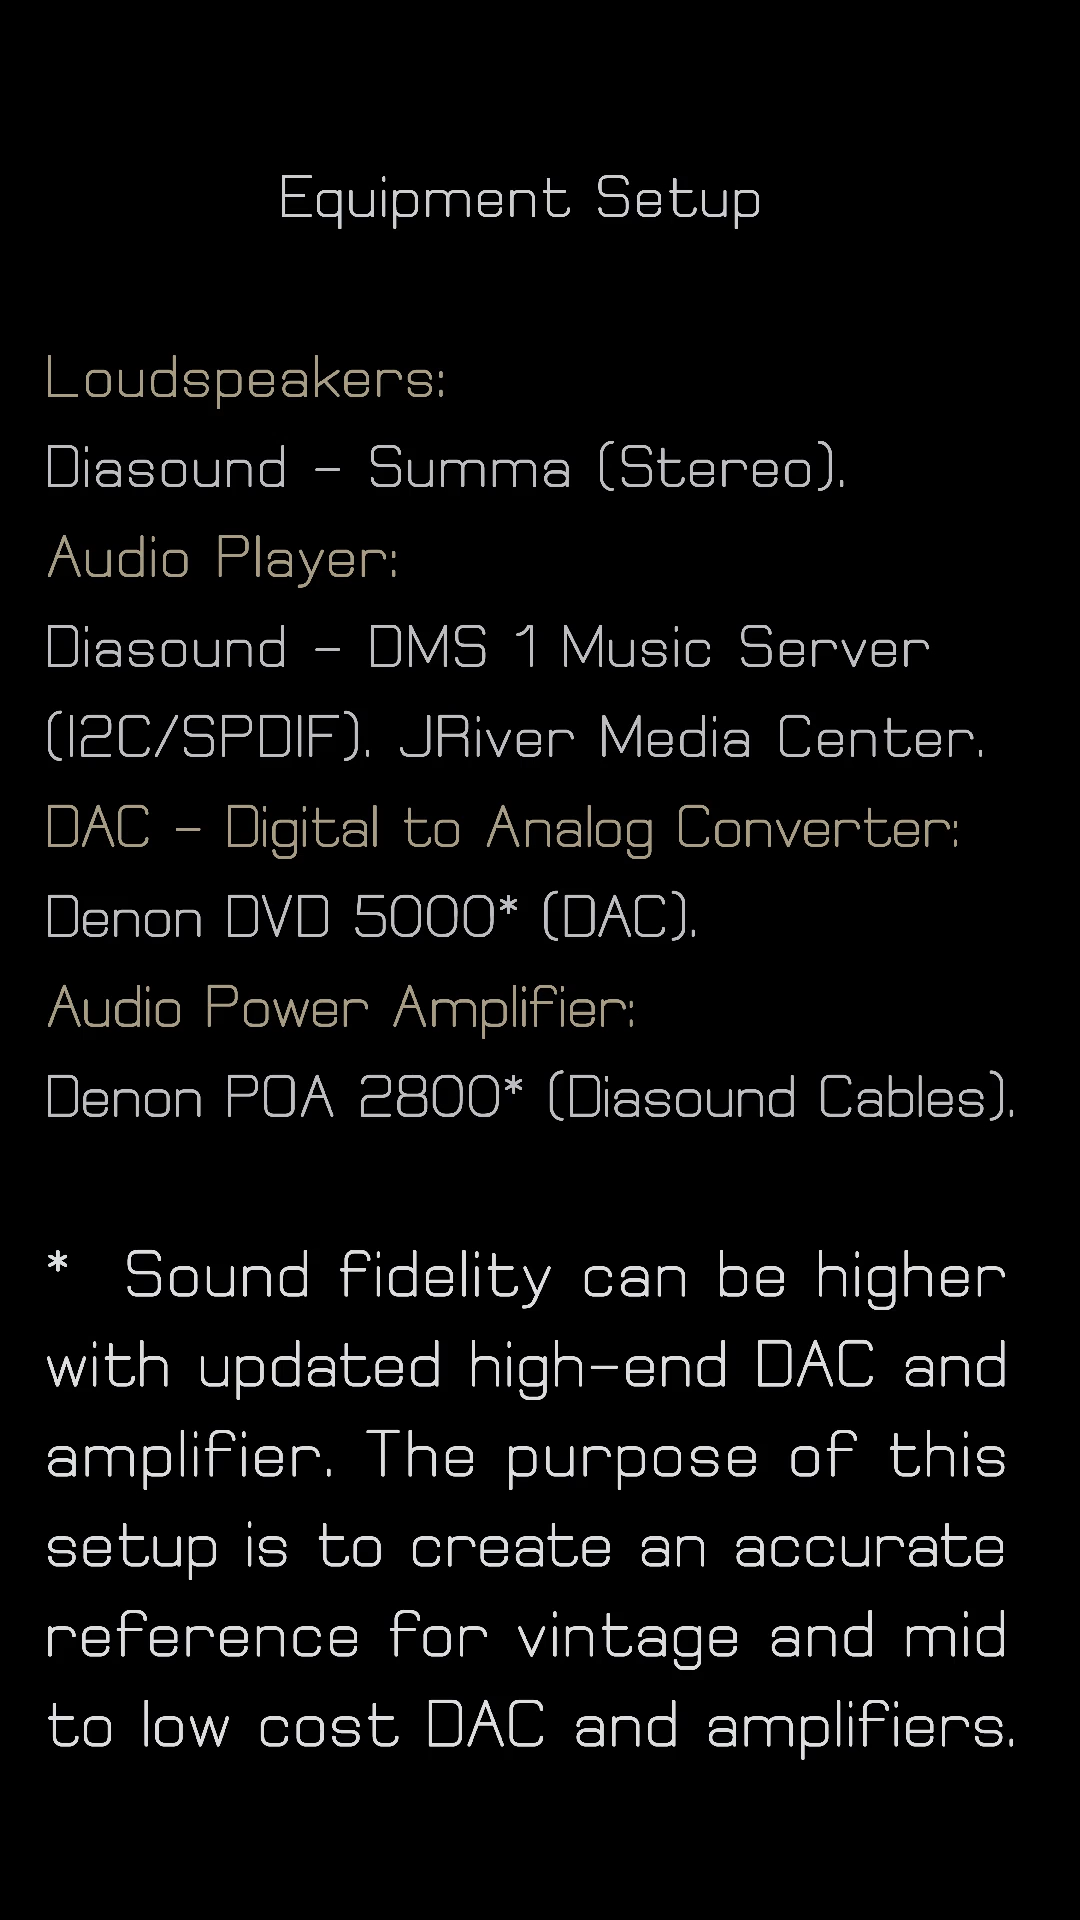 Equipment Setup
Loudspeakers:
Diasound - Summa (Stereo).
Audio Player:
Diasound - DMS 1 Music Server
(I2C/SPDIF). JRiver Media Center.
DAC - Digital to Analog Converter:
Denon DVD 5000* (DAC).
Audio Power Amplifier:
Denon POA 2800* (Diasound Cables).
* Sound fidelity can be higher
with updated high-end DAC and
amplifier. The purpose of this
setup is to create an accurate
reference for vintage and mid
to low cost DAC and amplifiers.